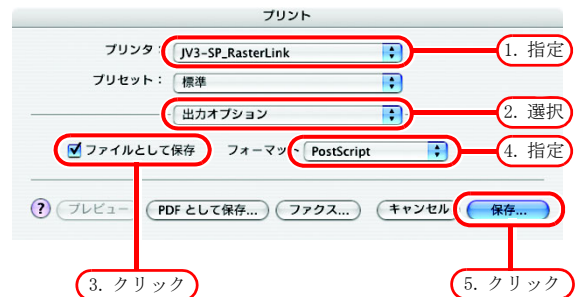 プリント
プリンタ： JV3-SP_RasterLink 1. 指定
プリセット： 標準
出力オプション 2. 選択
ファイルとして保存 フォーマット PostScript 4. 指定
? プレビュー PDF として保存... ファクス... キャンセル 保存...
3. クリック 5. クリック